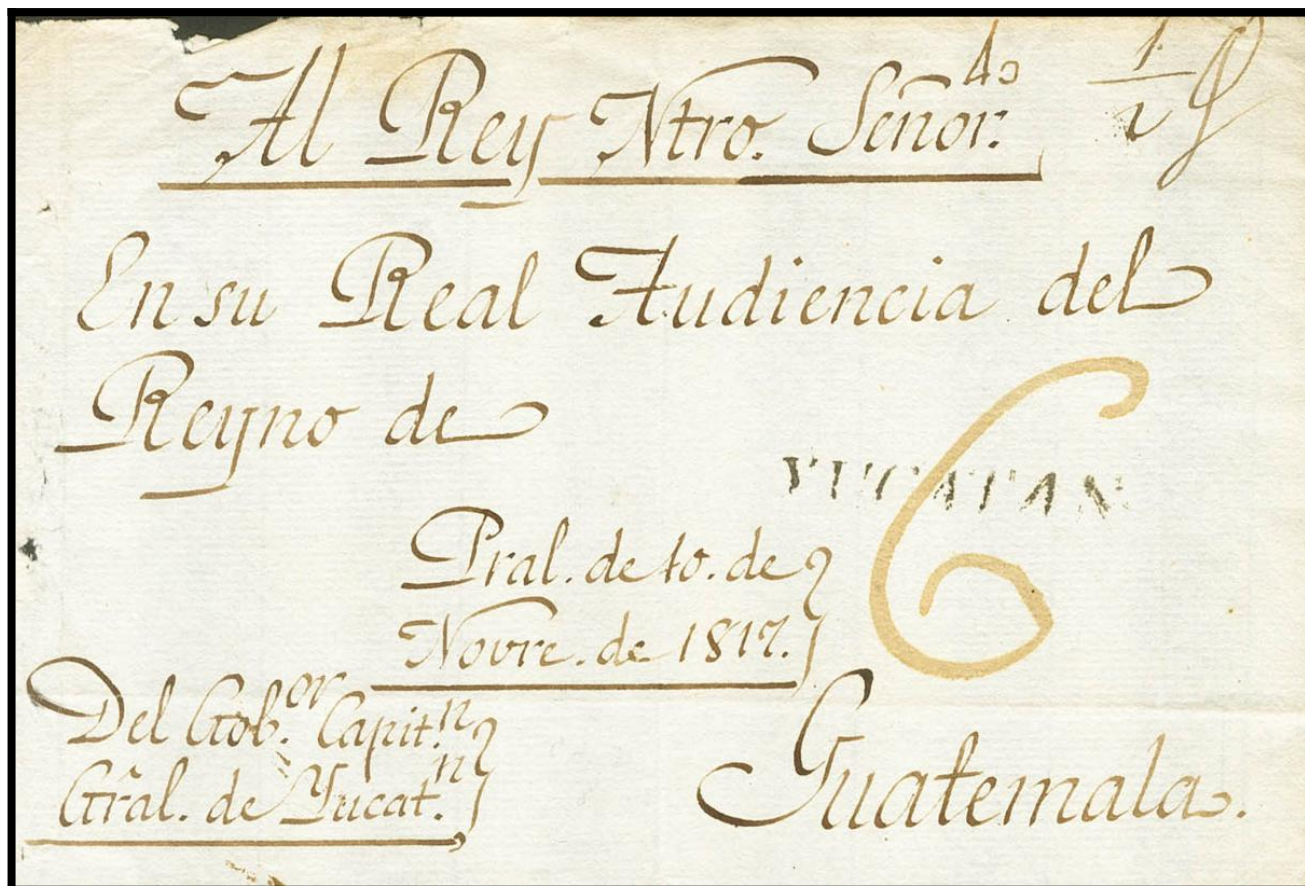 Al Rey Ntro. Señor.
En su Real Audiencia del
Reyno de
YUCATAN
6
Pral. de 10. de
Novre. de 1817.
Del Gob.or Capit.n
Gral. de Yucat.n
Guatemala.